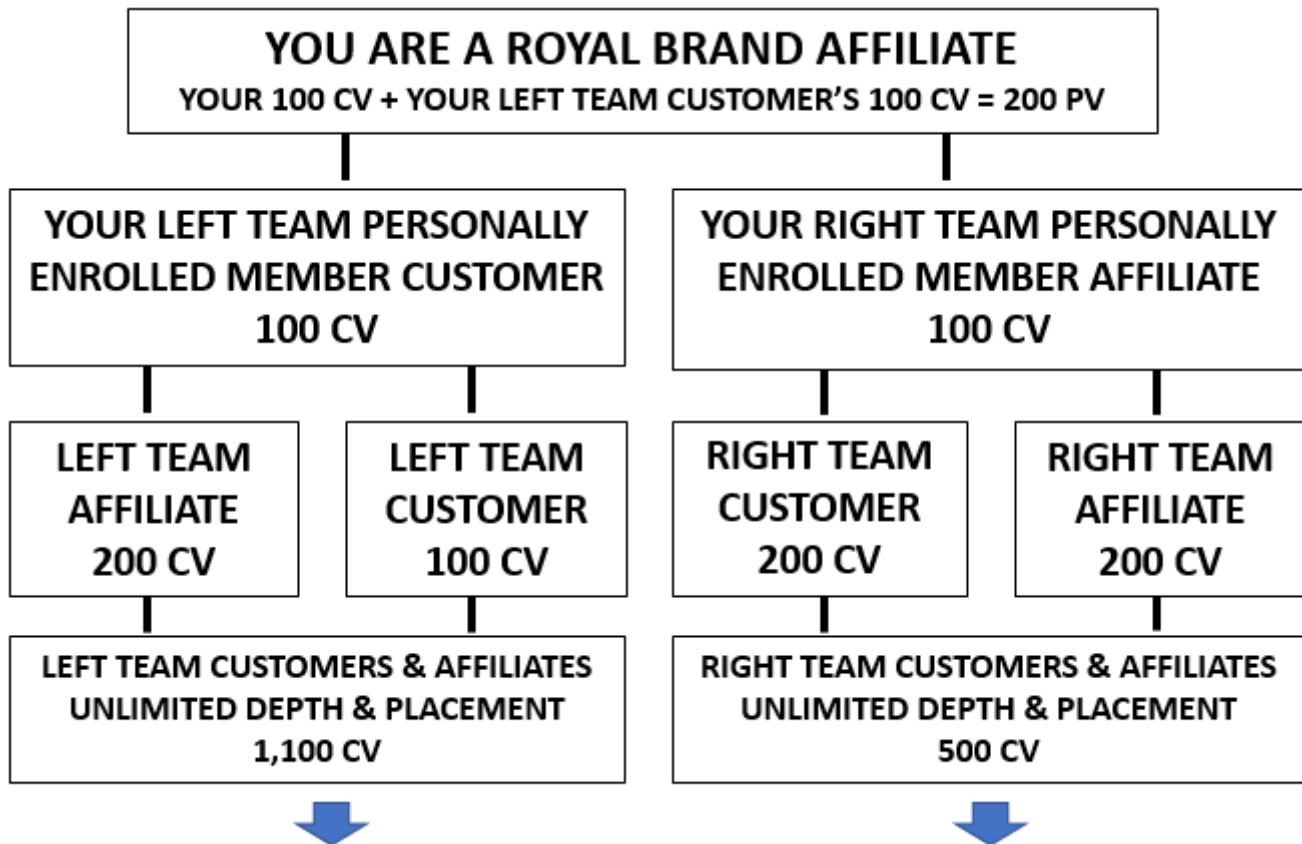 YOU ARE A ROYAL BRAND AFFILIATE
YOUR 100 CV + YOUR LEFT TEAM CUSTOMER’S 100 CV = 200 PV
YOUR LEFT TEAM PERSONALLY
ENROLLED MEMBER CUSTOMER
100 CV
YOUR RIGHT TEAM PERSONALLY
ENROLLED MEMBER AFFILIATE
100 CV
LEFT TEAM
AFFILIATE
200 CV
LEFT TEAM
CUSTOMER
100 CV
RIGHT TEAM
CUSTOMER
200 CV
RIGHT TEAM
AFFILIATE
200 CV
LEFT TEAM CUSTOMERS & AFFILIATES
UNLIMITED DEPTH & PLACEMENT
1,100 CV
RIGHT TEAM CUSTOMERS & AFFILIATES
UNLIMITED DEPTH & PLACEMENT
500 CV